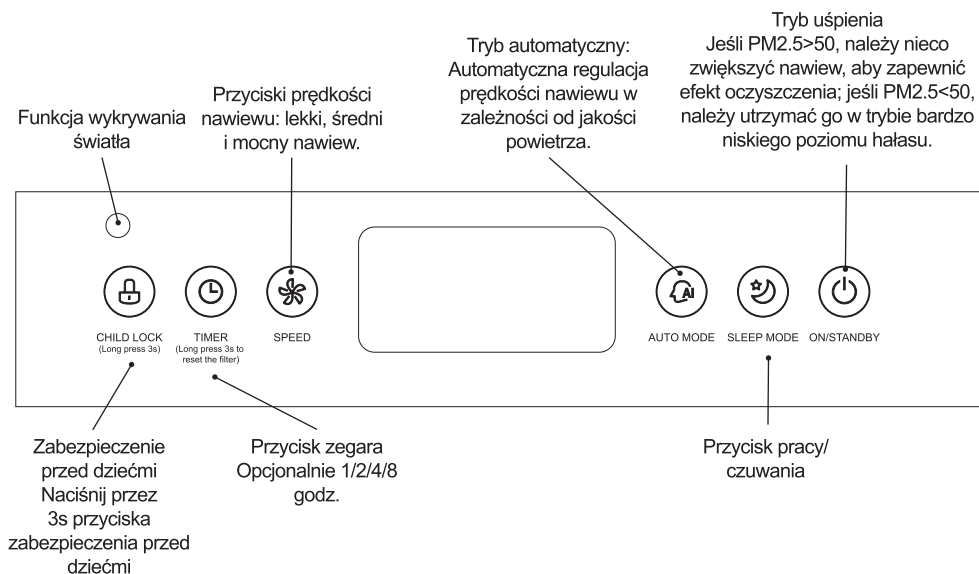 Funkcja wykrywania
światła
Przyciski prędkości
nawiewu: lekki, średni
i mocny nawiew.
Tryb automatyczny:
Automatyczna regulacja
prędkości nawiewu w
zależności od jakości
powietrza.
Tryb uśpienia
Jeśli PM2.5>50, należy nieco
zwiększyć nawiew, aby zapewnić
efekt oczyszczenia; jeśli PM2.5<50,
należy utrzymać go w trybie bardzo
niskiego poziomu hałasu.
AI
CHILD LOCK
(Long press 3s)
TIMER
(Long press 3s to
reset the filter)
SPEED
AUTO MODE
SLEEP MODE
ON/STANDBY
Zabezpieczenie
przed dziećmi
Naciśnij przez
3s przyciska
zabezpieczenia przed
dziećmi
Przycisk zegara
Opcjonalnie 1/2/4/8
godz.
Przycisk pracy/
czuwania